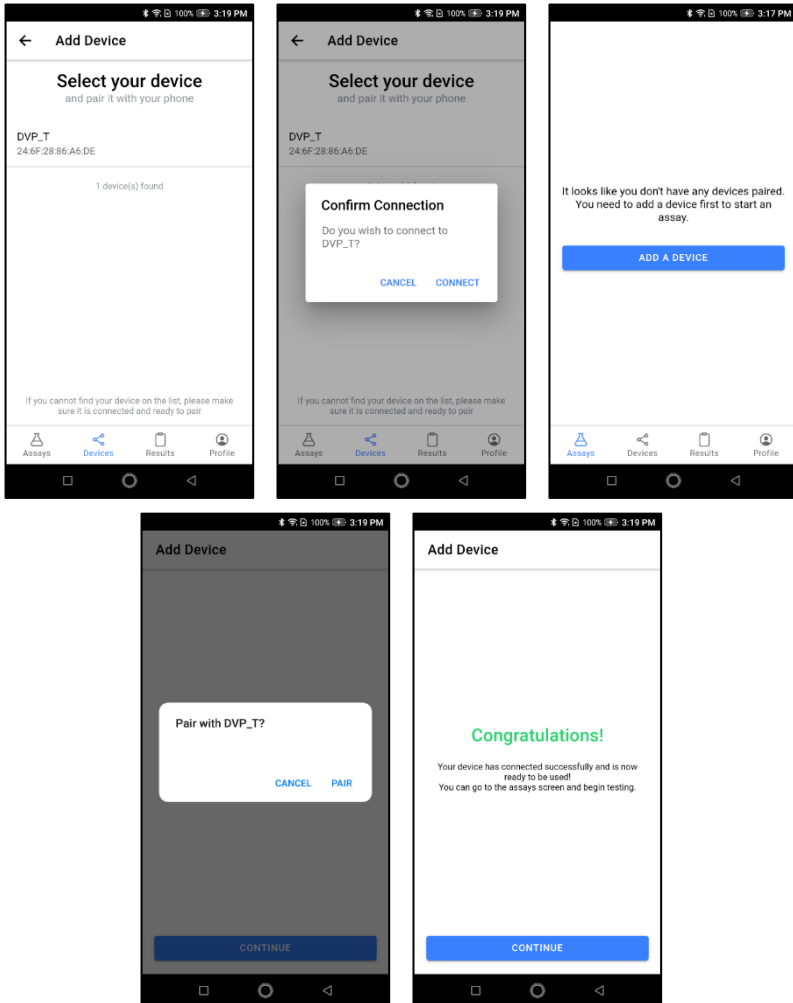 100% 3:19 PM
Add Device
Select your device
and pair it with your phone
DVP_T
24:6F:28:86:A6:DE
1 device(s) found
If you cannot find your device on the list, please make
sure it is connected and ready to pair
Assays Devices Results Profile
100% 3:19 PM
Add Device
Select your device
and pair it with your phone
DVP_T
24:6F:28:86:A6:DE
Confirm Connection
Do you wish to connect to
DVP_T?
CANCEL CONNECT
If you cannot find your device on the list, please make
sure it is connected and ready to pair
Assays Devices Results Profile
100% 3:17 PM
It looks like you don't have any devices paired.
You need to add a device first to start an
assay.
ADD A DEVICE
Assays Devices Results Profile
100% 3:19 PM
Add Device
Pair with DVP_T?
CANCEL PAIR
CONTINUE
100% 3:19 PM
Add Device
Congratulations!
Your device has connected successfully and is now
ready to be used!
You can go to the assays screen and begin testing.
CONTINUE